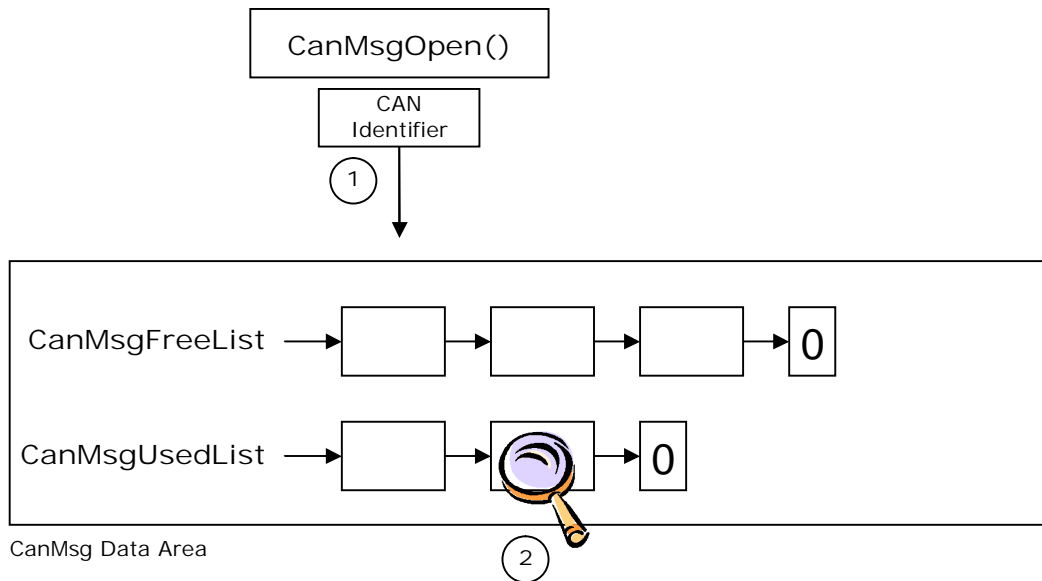 CanMsgOpen()
CAN
Identifier
1
CanMsgFreeList
0
CanMsgUsedList
0
CanMsg Data Area
2